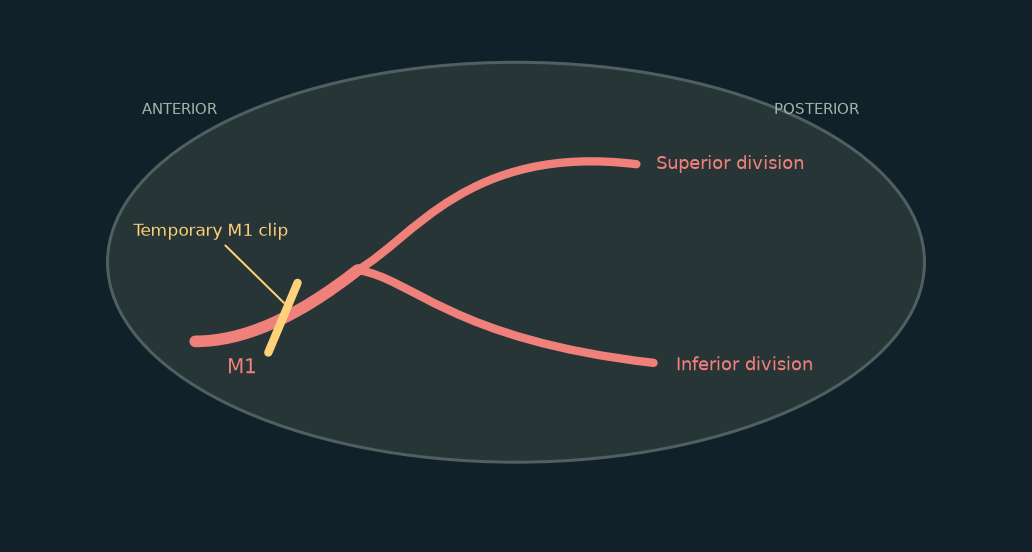 ANTERIOR
POSTERIOR
Superior division
Temporary M1 clip
M1
Inferior division